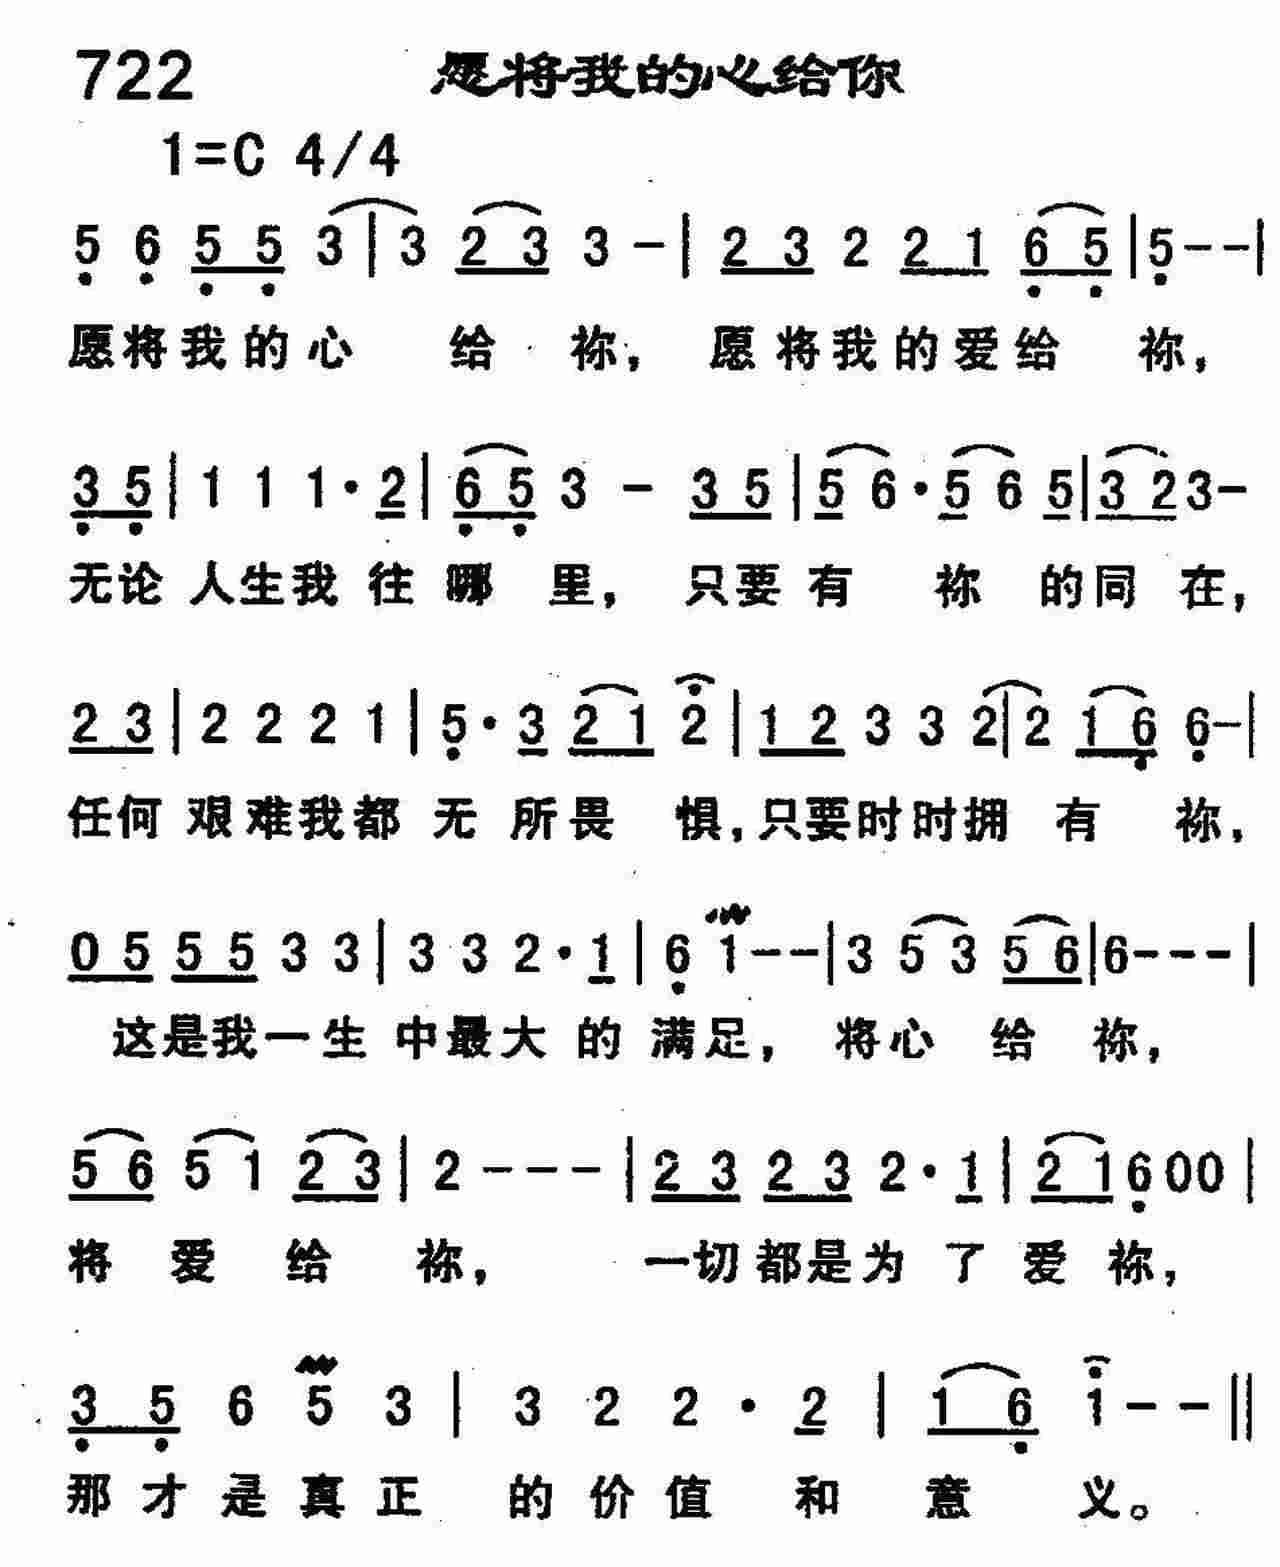 722 愿将我的心给你
1=C 4/4
5 6 5 5 3 | 3 2 3 3 - | 2 3 2 2 1 6 5 | 5 - - |
愿将我的心 给 祢， 愿将我的爱给 祢，
3 5 | 1 1 1 · 2 | 6 5 3 - 3 5 | 5 6 · 5 6 5 | 3 2 3 -
无论 人生我 往 哪 里， 只要 有 祢 的同 在，
2 3 | 2 2 2 1 | 5 · 3 2 1 2 | 1 2 3 3 2 | 2 1 6 6 - |
任何 艰难我都 无 所畏 惧，只要时时拥 有 祢，
0 5 5 5 3 3 | 3 3 2 · 1 | 6 1 - - | 3 5 3 5 6 | 6 - - - |
这是我一生 中最大 的 满足， 将心 给 祢，
5 6 5 1 2 3 | 2 - - - | 2 3 2 3 2 · 1 | 2 1 6 0 0 |
将 爱 给 祢， 一切都是为 了 爱 祢，
3 5 6 5 3 | 3 2 2 · 2 | 1 6 1 - - ||
那才是真正 的价值 和 意 义。